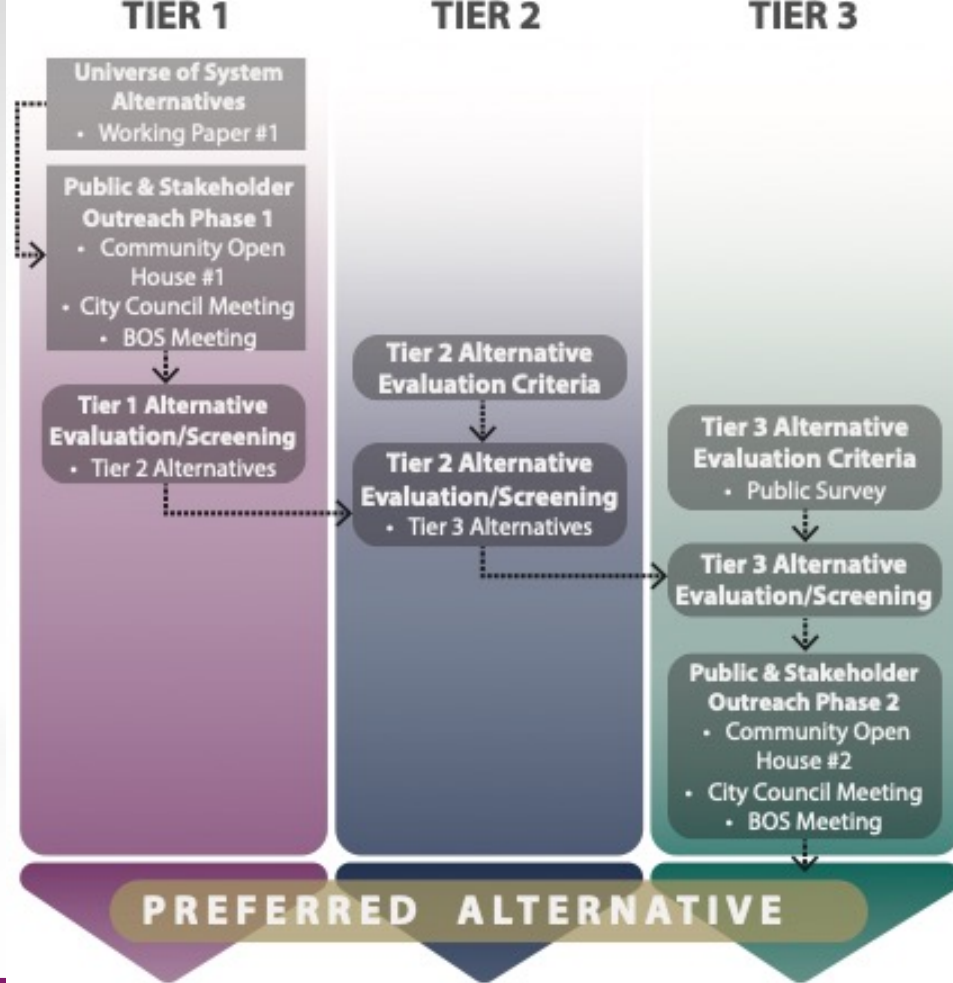 TIER 1
Universe of System
Alternatives
• Working Paper #1
Public & Stakeholder
Outreach Phase 1
• Community Open
House #1
• City Council Meeting
• BOS Meeting
Tier 1 Alternative
Evaluation/Screening
• Tier 2 Alternatives
TIER 2
Tier 2 Alternative
Evaluation Criteria
Tier 2 Alternative
Evaluation/Screening
• Tier 3 Alternatives
TIER 3
Tier 3 Alternative
Evaluation Criteria
• Public Survey
Tier 3 Alternative
Evaluation/Screening
Public & Stakeholder
Outreach Phase 2
• Community Open
House #2
• City Council Meeting
• BOS Meeting
PREFERRED ALTERNATIVE